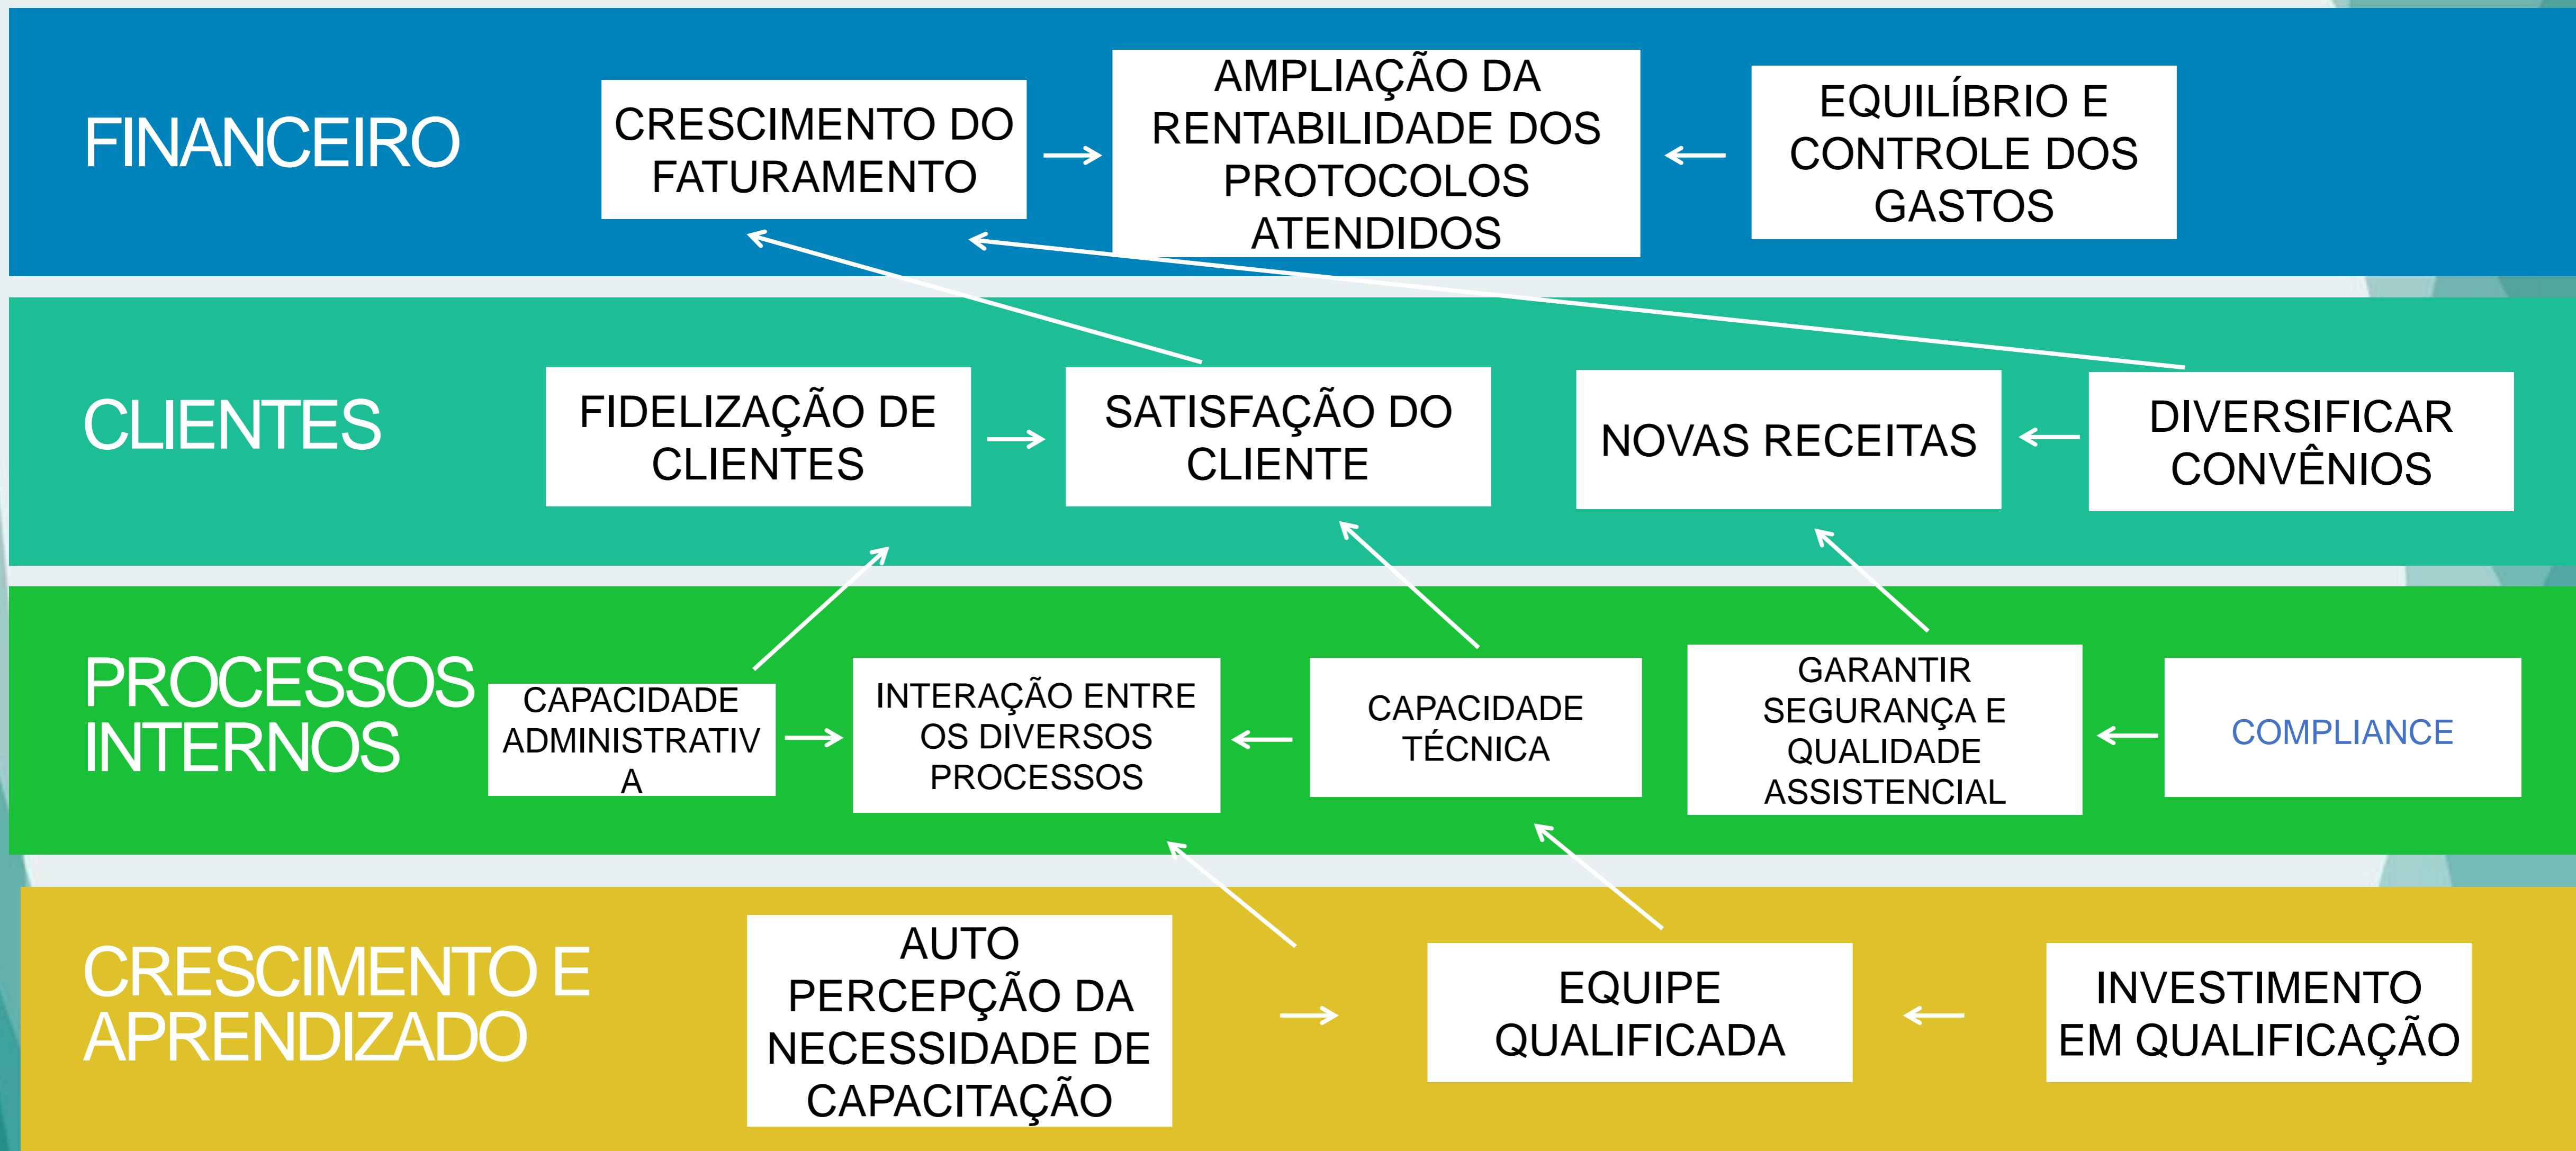 FINANCEIRO
CRESCIMENTO DO
FATURAMENTO
AMPLIAÇÃO DA
RENTABILIDADE DOS
PROTOCOLOS
ATENDIDOS
EQUILÍBRIO E
CONTROLE DOS
GASTOS
CLIENTES
FIDELIZAÇÃO DE
CLIENTES
SATISFAÇÃO DO
CLIENTE
NOVAS RECEITAS
DIVERSIFICAR
CONVÊNIOS
PROCESSOS
INTERNOS
CAPACIDADE
ADMINISTRATIV
A
INTERAÇÃO ENTRE
OS DIVERSOS
PROCESSOS
CAPACIDADE
TÉCNICA
GARANTIR
SEGURANÇA E
QUALIDADE
ASSISTENCIAL
COMPLIANCE
CRESCIMENTO E
APRENDIZADO
AUTO
PERCEPÇÃO DA
NECESSIDADE DE
CAPACITAÇÃO
EQUIPE
QUALIFICADA
INVESTIMENTO
EM QUALIFICAÇÃO